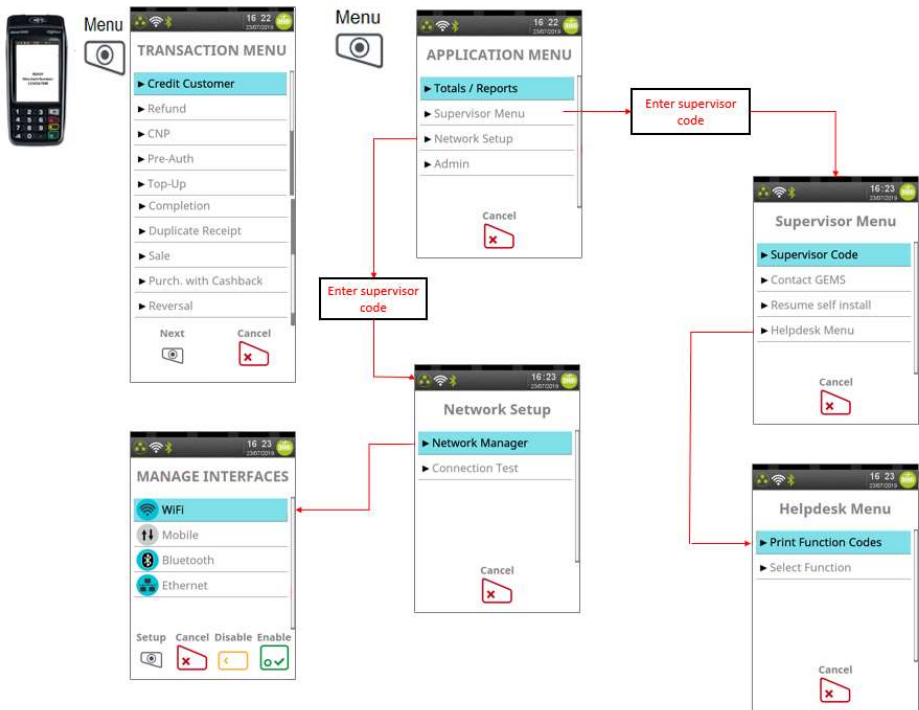 Menu
16 22
23/07/2019
TRANSACTION MENU
Credit Customer
Refund
CNP
Pre-Auth
Top-Up
Completion
Duplicate Receipt
Sale
Purch. with Cashback
Reversal
Next
Cancel
Menu
16 22
23/07/2019
APPLICATION MENU
Totals / Reports
Supervisor Menu
Network Setup
Admin
Cancel
Enter supervisor
code
Enter supervisor
code
16:23
23/07/2019
Supervisor Menu
Supervisor Code
Contact GEMS
Resume self install
Helpdesk Menu
Cancel
16:23
23/07/2019
Network Setup
Network Manager
Connection Test
Cancel
16 23
23/07/2019
MANAGE INTERFACES
WiFi
Mobile
Bluetooth
Ethernet
Setup
Cancel
Disable
Enable
16 23
23/07/2019
Helpdesk Menu
Print Function Codes
Select Function
Cancel